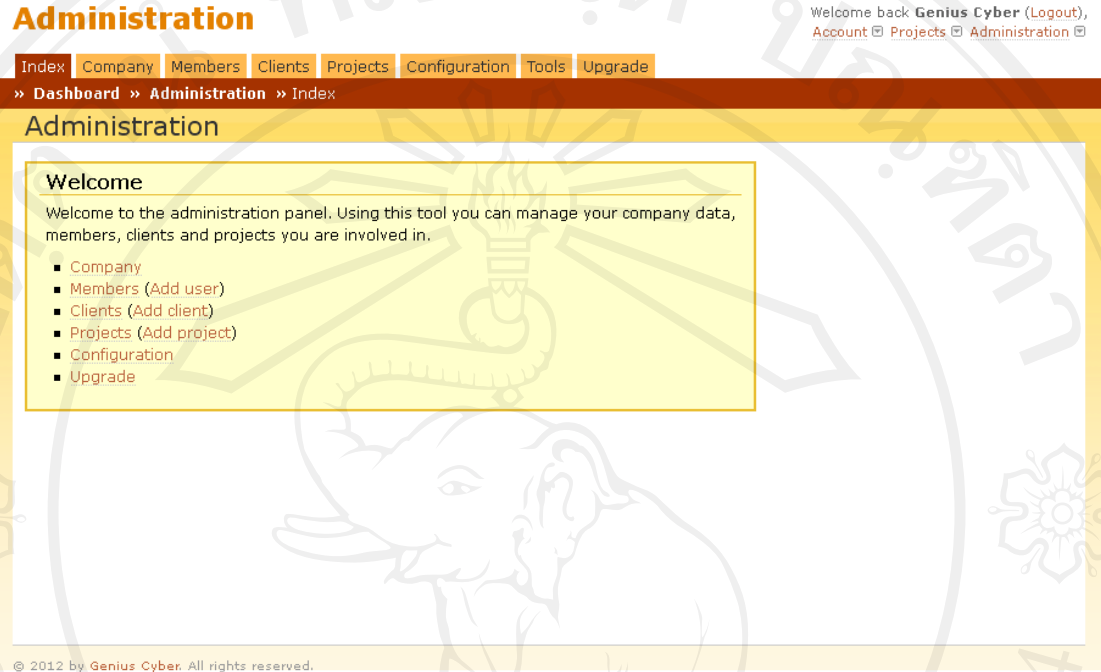 Administration
Welcome back Genius Cyber (Logout),
Account Projects Administration
Index Company Members Clients Projects Configuration Tools Upgrade
» Dashboard » Administration » Index
Administration
Welcome
Welcome to the administration panel. Using this tool you can manage your company data,
members, clients and projects you are involved in.
Company
Members (Add user)
Clients (Add client)
Projects (Add project)
Configuration
Upgrade
© 2012 by Genius Cyber. All rights reserved.